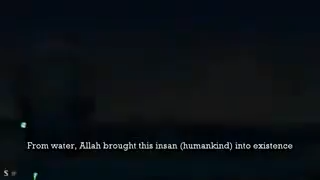 From water, Allah brought this insan (humankind) into existence
S